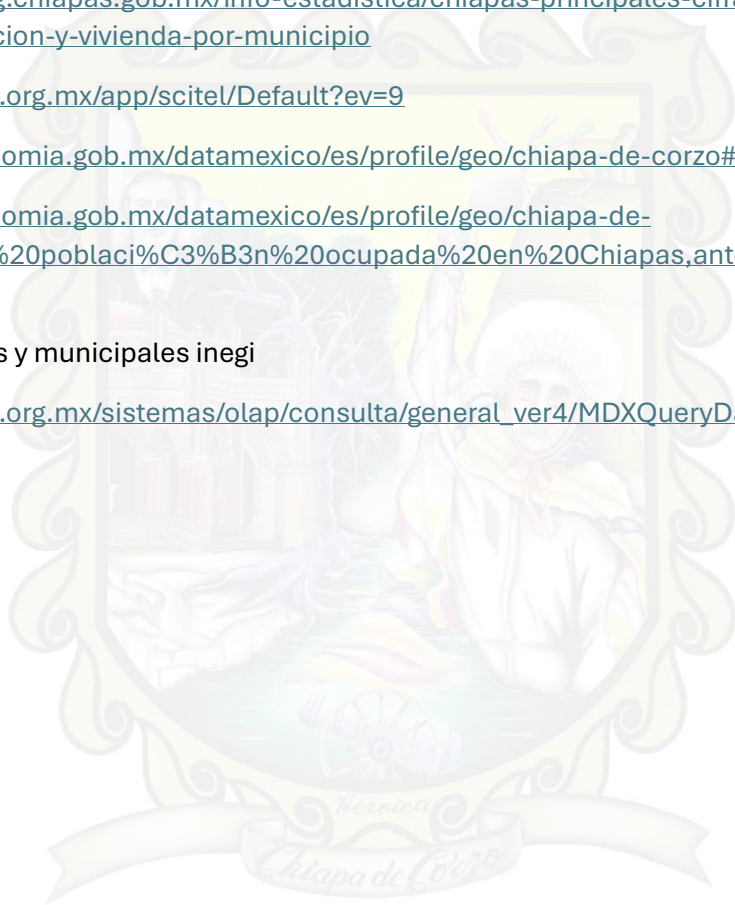 g.chiapas.gob.mx/info-estadistica/chiapas-principales-cifra
cion-y-vivienda-por-municipio
.org.mx/app/scitel/Default?ev=9
omia.gob.mx/datamexico/es/profile/geo/chiapa-de-corzo#
omia.gob.mx/datamexico/es/profile/geo/chiapa-de-
%20poblaci%C3%B3n%20ocupada%20en%20Chiapas,ant
s y municipales inegi
.org.mx/sistemas/olap/consulta/general_ver4/MDXQueryDa
Heroica
Chiapa de Corzo